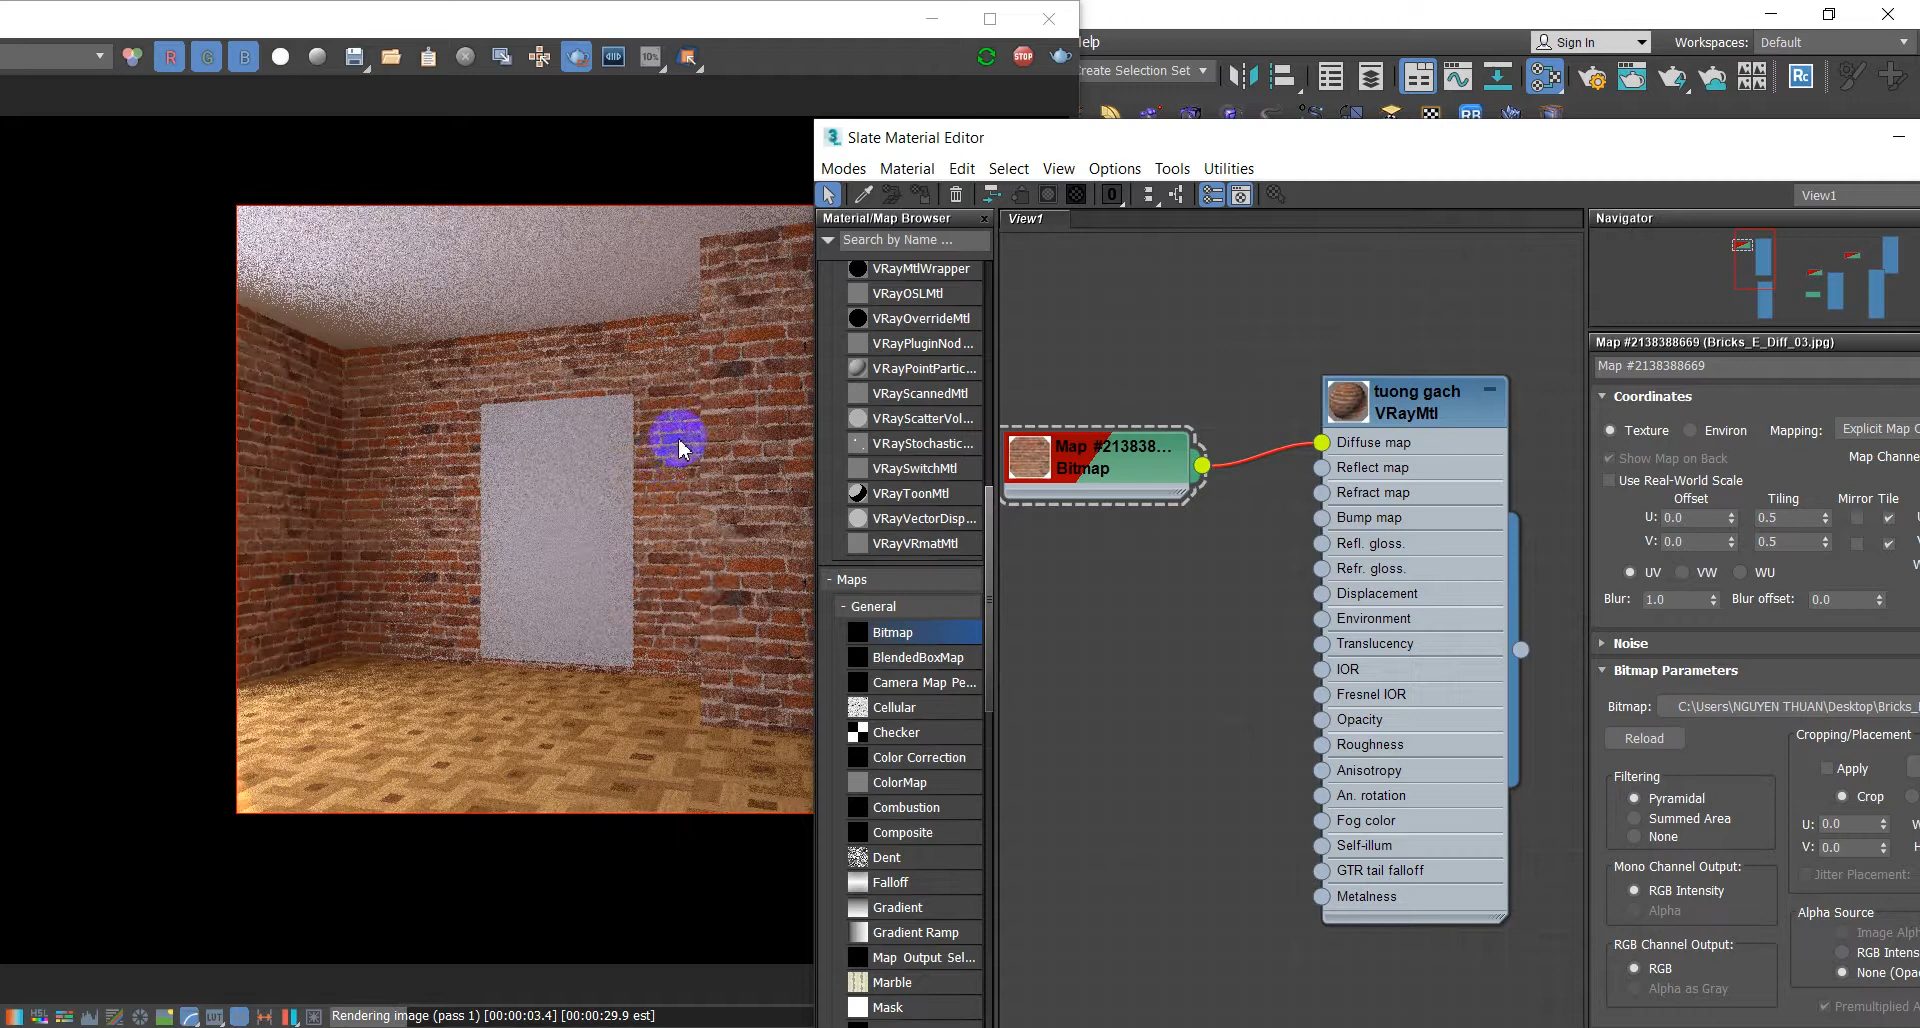 elp
Sign In
Workspaces:
Default
reate Selection Set
R
G
B
10%
STOP
Rc
RB
Slate Material Editor
Modes
Material
Edit
Select
View
Options
Tools
Utilities
0
View1
Material/Map Browser
View1
Navigator
Search by Name ...
VRayMtlWrapper
VRayOSLMtl
VRayOverrideMtl
VRayPluginNod...
VRayPointPartic...
VRayScannedMtl
VRayScatterVol...
VRayStochastic...
VRaySwitchMtl
VRayToonMtl
VRayVectorDisp...
VRayVRmatMtl
- Maps
- General
Bitmap
BlendedBoxMap
Camera Map Pe...
Cellular
Checker
Color Correction
ColorMap
Combustion
Composite
Dent
Falloff
Gradient
Gradient Ramp
Map Output Sel...
Marble
Mask
Map #213838...
Bitmap
tuong gach
VRayMtl
Diffuse map
Reflect map
Refract map
Bump map
Refl. gloss.
Refr. gloss.
Displacement
Environment
Translucency
IOR
Fresnel IOR
Opacity
Roughness
Anisotropy
An. rotation
Fog color
Self-illum
GTR tail falloff
Metalness
Map #2138388669 (Bricks_E_Diff_03.jpg)
Map #2138388669
Coordinates
Texture
Environ
Mapping:
Explicit Map C
Show Map on Back
Map Channe
Use Real-World Scale
Offset
Tiling
Mirror Tile
U: 0.0
0.5
V: 0.0
0.5
UV
VW
WU
Blur: 1.0
Blur offset: 0.0
Noise
Bitmap Parameters
Bitmap:
C:\Users\NGUYEN THUAN\Desktop\Bricks_
Reload
Cropping/Placement
Apply
Filtering
Pyramidal
Crop
Summed Area
U: 0.0
W
None
V: 0.0
H
Mono Channel Output:
Jitter Placement:
RGB Intensity
Alpha
Alpha Source
Image Alph
RGB Channel Output:
RGB Intens
RGB
None (Opa
Alpha as Gray
Premultiplied A
HSL
LUT
Rendering image (pass 1) [00:00:03.4] [00:00:29.9 est]